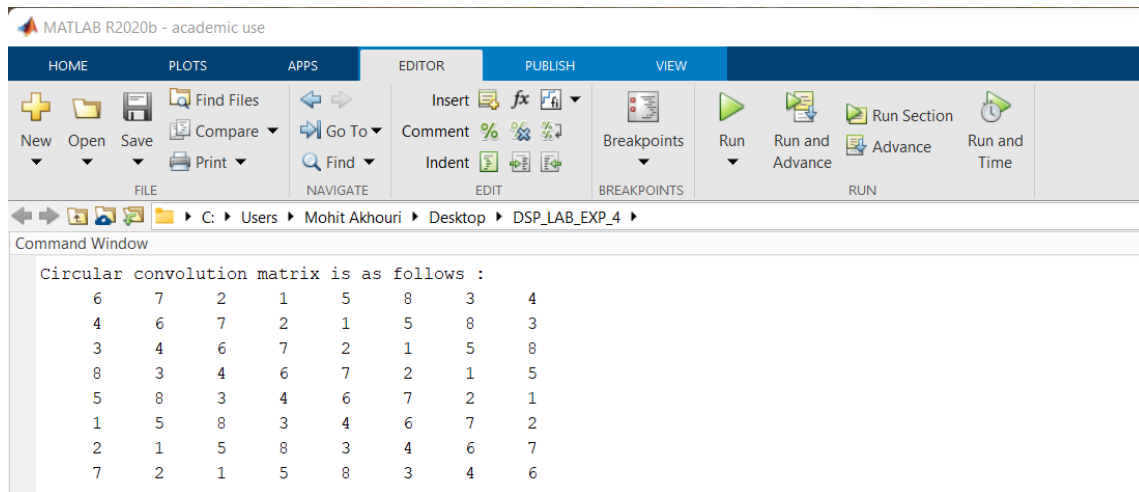 MATLAB R2020b - academic use
HOME PLOTS APPS EDITOR PUBLISH VIEW
New Open Save Find Files Compare Print Go To Find Insert fx Comment % Indent Breakpoints Run Run and Advance Run Section Advance Run and Time
FILE NAVIGATE EDIT BREAKPOINTS RUN
C: Users Mohit Akhouri Desktop DSP_LAB_EXP_4
Command Window
Circular convolution matrix is as follows :
6 7 2 1 5 8 3 4
4 6 7 2 1 5 8 3
3 4 6 7 2 1 5 8
8 3 4 6 7 2 1 5
5 8 3 4 6 7 2 1
1 5 8 3 4 6 7 2
2 1 5 8 3 4 6 7
7 2 1 5 8 3 4 6